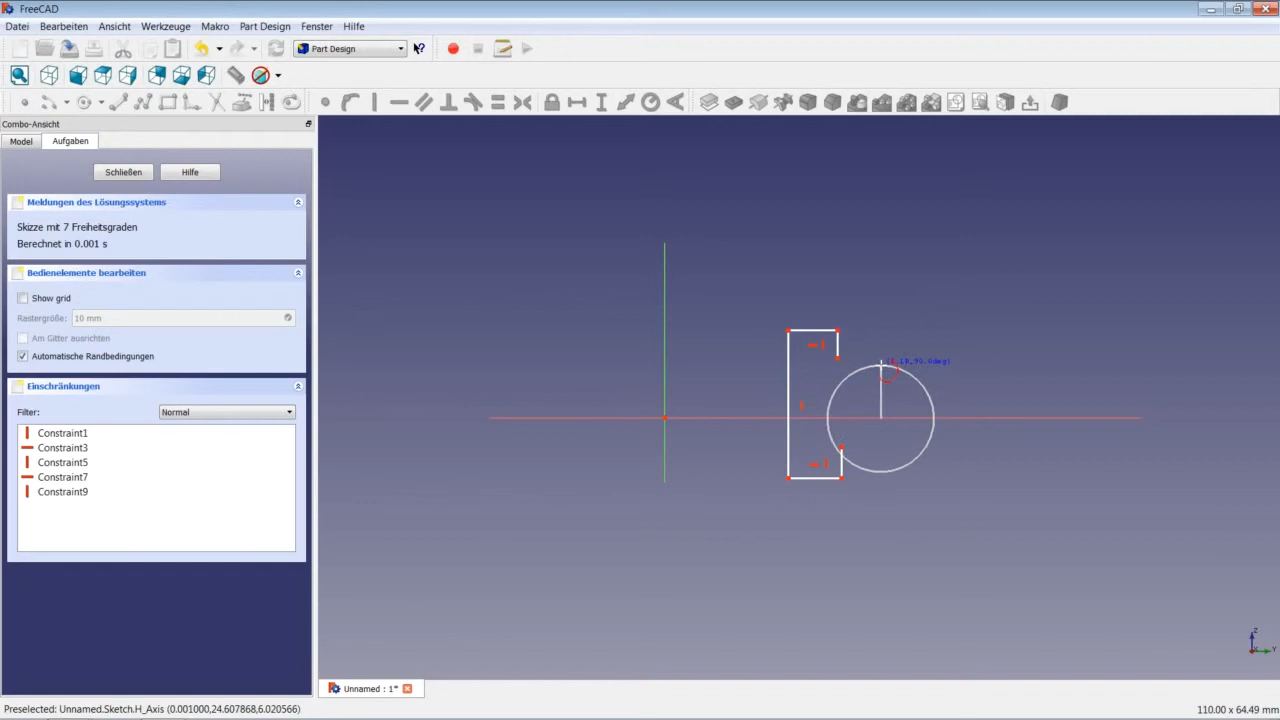 FreeCAD
Datei Bearbeiten Ansicht Werkzeuge Makro Part Design Fenster Hilfe
Part Design
Combo-Ansicht
Model Aufgaben
Schließen Hilfe
Meldungen des Lösungssystems
Skizze mit 7 Freiheitsgraden
Berechnet in 0.001 s
Bedienelemente bearbeiten
Show grid
Rastergröße: 10 mm
Am Gitter ausrichten
Automatische Randbedingungen
Einschränkungen
Filter: Normal
Constraint1
Constraint3
Constraint5
Constraint7
Constraint9
Z
Y
Unnamed : 1*
Preselected: Unnamed.Sketch.H_Axis (0.001000,24.607868,6.020566) 110.00 x 64.49 mm